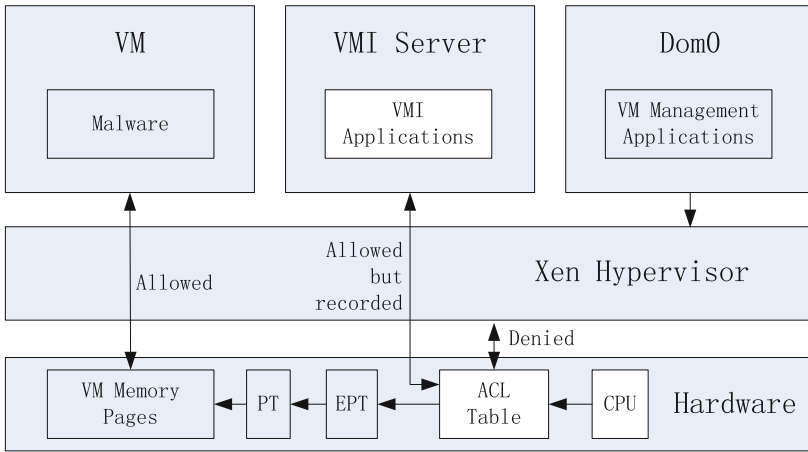 VM
Malware
VMI Server
VMI
Applications
Dom0
VM Management
Applications
Xen Hypervisor
Allowed
Allowed
but
recorded
Denied
VM Memory
Pages
PT
EPT
ACL
Table
CPU
Hardware